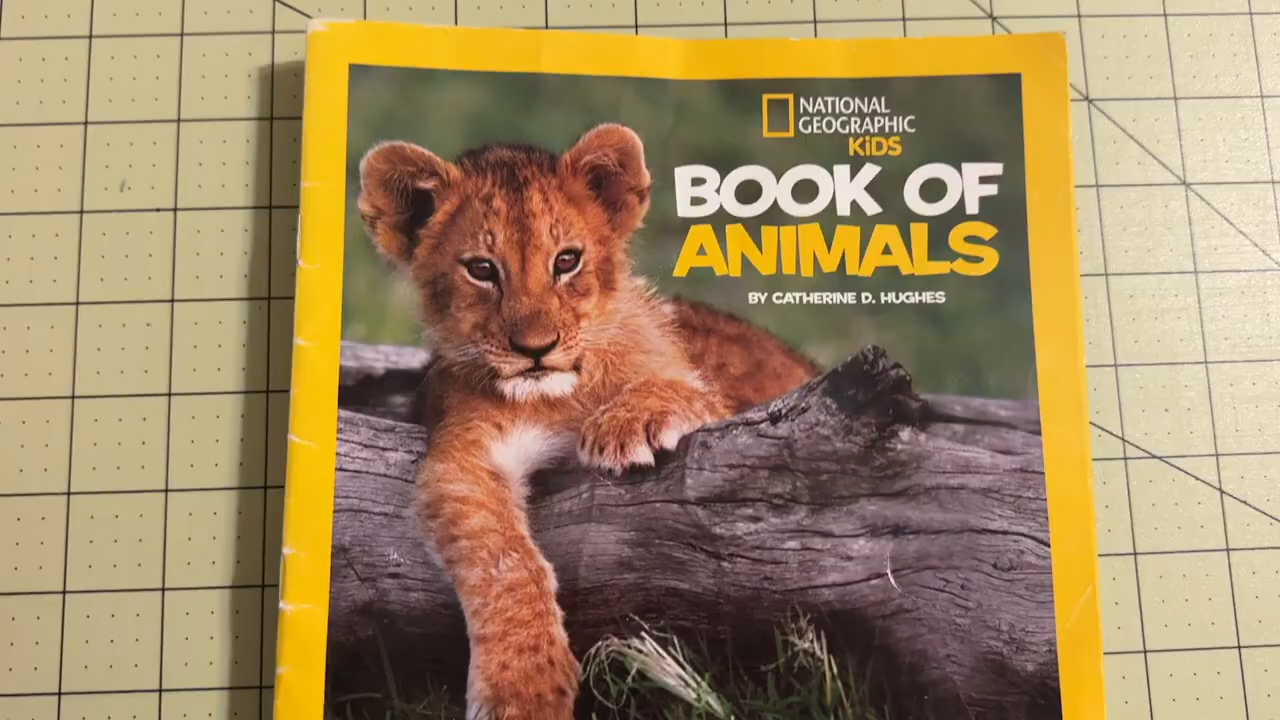 NATIONAL
GEOGRAPHIC
KiDS
BOOK OF
ANIMALS
BY CATHERINE D. HUGHES